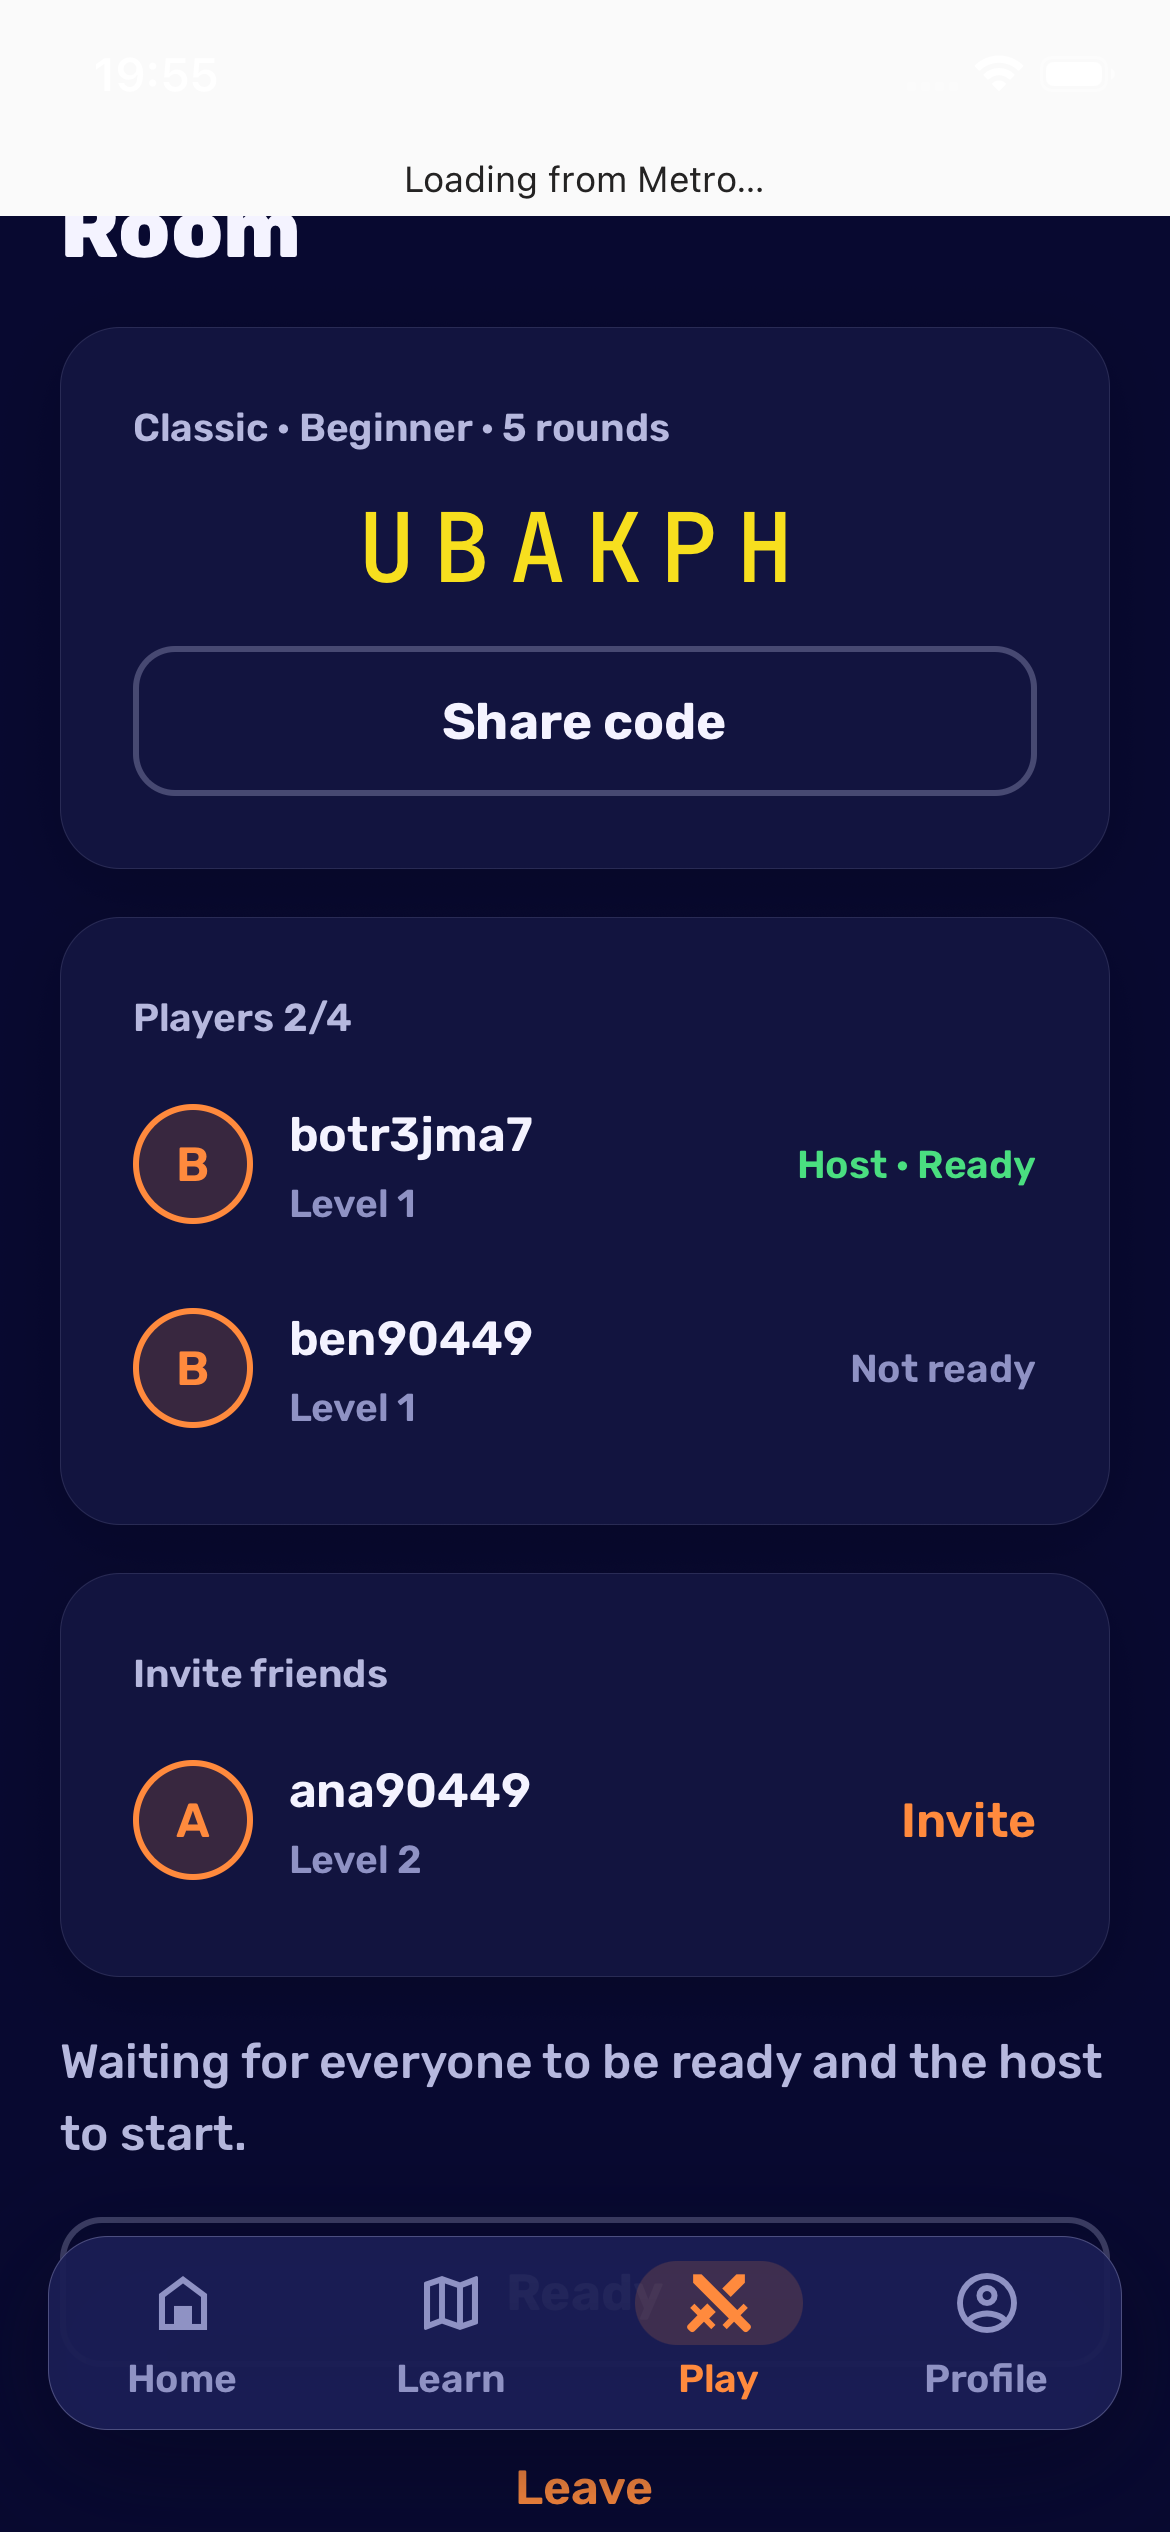 19:55
Loading from Metro...
Room
Classic • Beginner • 5 rounds
UBAKPH
Share code
Players 2/4
B
botr3jma7
Level 1
Host • Ready
B
ben90449
Level 1
Not ready
Invite friends
A
ana90449
Level 2
Invite
Waiting for everyone to be ready and the host
to start.
Ready
Home
Learn
Play
Profile
Leave